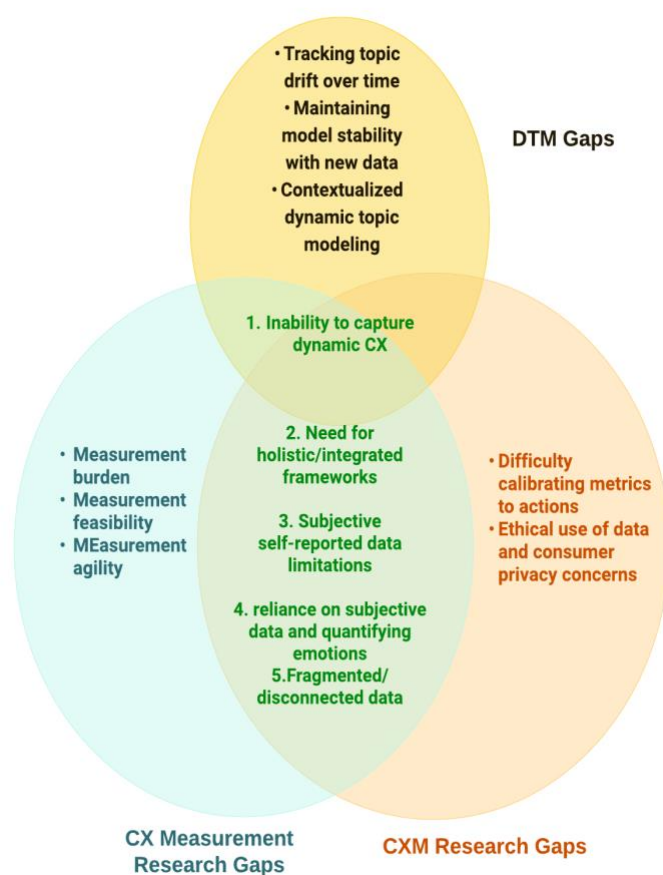 • Tracking topic
drift over time
• Maintaining
model stability
with new data
• Contextualized
dynamic topic
modeling
DTM Gaps
1. Inability to capture
dynamic CX
2. Need for
holistic/integrated
frameworks
3. Subjective
self-reported data
limitations
4. reliance on subjective
data and quantifying
emotions
5.Fragmented/
disconnected data
• Measurement
burden
• Measurement
feasibility
• MEasurement
agility
• Difficulty
calibrating metrics
to actions
• Ethical use of data
and consumer
privacy concerns
CX Measurement
Research Gaps
CXM Research Gaps